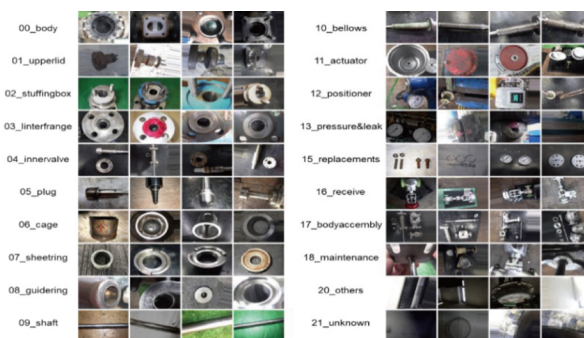 00_body
01_upperlid
02_stuffingbox
03_linterfrange
04_innervalve
05_plug
06_cage
07_sheetring
08_guidering
09_shaft
10_bellows
11_actuator
12_positioner
13_pressure&leak
15_replacements
16_receive
17_bodyaccembly
18_maintenance
20_others
21_unknown